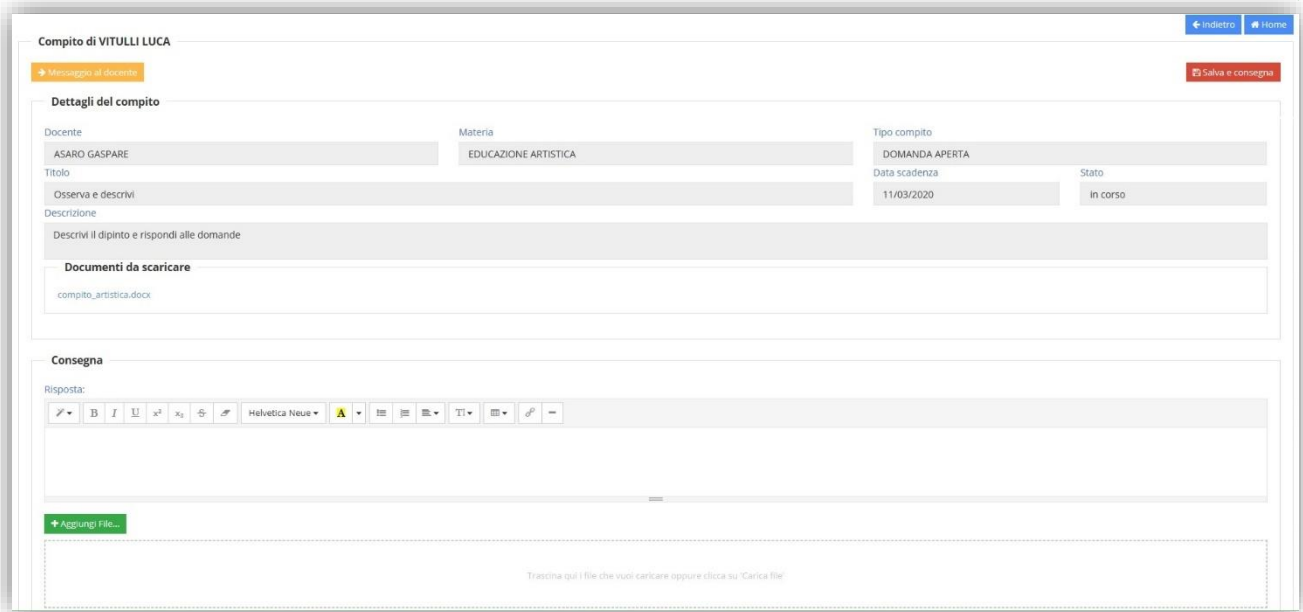 Indietro Home
Compito di VITULLI LUCA
Messaggio al docente Salva e consegna
Dettagli del compito
Docente Materia Tipo compito
ASARO GASPARE EDUCAZIONE ARTISTICA DOMANDA APERTA
Titolo Data scadenza Stato
Osserva e descrivi 11/03/2020 in corso
Descrizione
Descrivi il dipinto e rispondi alle domande
Documenti da scaricare
compito_artistica.docx
Consegna
Risposta:
B I U x² x₂ S Helvetica Neue A TI
+ Aggiungi File...
Trascina qui i file che vuoi caricare oppure clicca su 'Carica file'